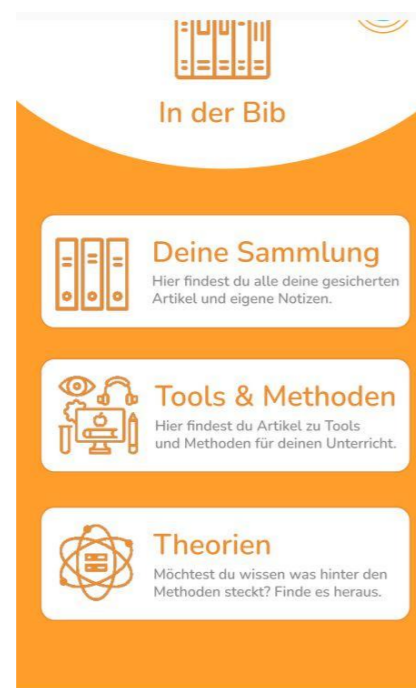 In der Bib
Deine Sammlung
Hier findest du alle deine gesicherten
Artikel und eigene Notizen.
Tools & Methoden
Hier findest du Artikel zu Tools
und Methoden für deinen Unterricht.
Theorien
Möchtest du wissen was hinter den
Methoden steckt? Finde es heraus.